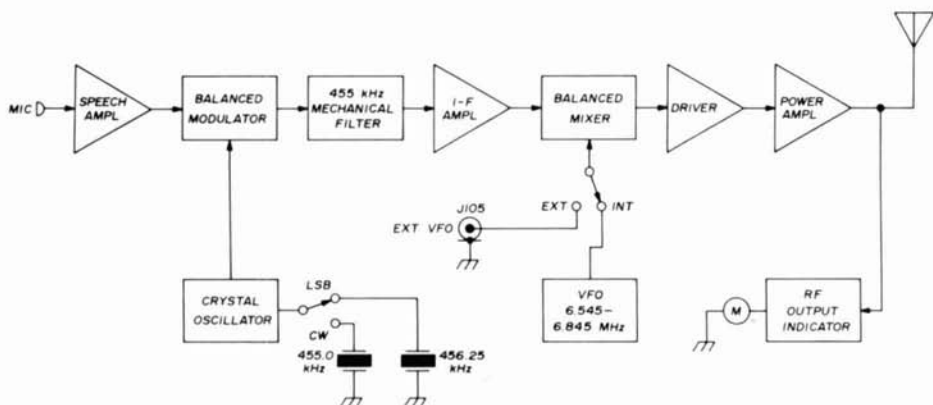 MIC
SPEECH
AMPL
BALANCED
MODULATOR
455 kHz
MECHANICAL
FILTER
I-F
AMPL
BALANCED
MIXER
DRIVER
POWER
AMPL
J105
EXT VFO
EXT
INT
CRYSTAL
OSCILLATOR
LSB
CW
455.0
kHz
456.25
kHz
VFO
6.545–
6.845 MHz
M
RF
OUTPUT
INDICATOR